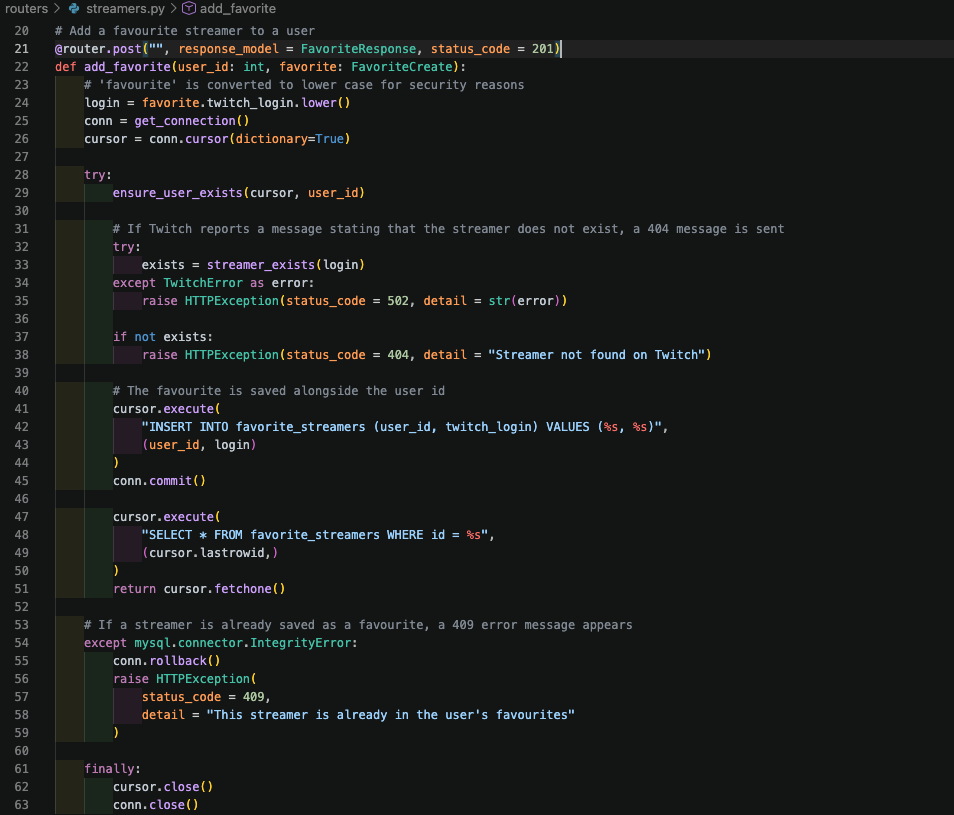 routers > streamers.py > add_favorite
20 # Add a favourite streamer to a user
21 @router.post("", response_model = FavoriteResponse, status_code = 201)
22 def add_favorite(user_id: int, favorite: FavoriteCreate):
23     # 'favourite' is converted to lower case for security reasons
24     login = favorite.twitch_login.lower()
25     conn = get_connection()
26     cursor = conn.cursor(dictionary=True)
27
28     try:
29         ensure_user_exists(cursor, user_id)
30
31         # If Twitch reports a message stating that the streamer does not exist, a 404 message is sent
32         try:
33             exists = streamer_exists(login)
34         except TwitchError as error:
35             raise HTTPException(status_code = 502, detail = str(error))
36
37         if not exists:
38             raise HTTPException(status_code = 404, detail = "Streamer not found on Twitch")
39
40         # The favourite is saved alongside the user id
41         cursor.execute(
42             "INSERT INTO favorite_streamers (user_id, twitch_login) VALUES (%s, %s)",
43             (user_id, login)
44         )
45         conn.commit()
46
47         cursor.execute(
48             "SELECT * FROM favorite_streamers WHERE id = %s",
49             (cursor.lastrowid,)
50         )
51         return cursor.fetchone()
52
53     # If a streamer is already saved as a favourite, a 409 error message appears
54     except mysql.connector.IntegrityError:
55         conn.rollback()
56         raise HTTPException(
57             status_code = 409,
58             detail = "This streamer is already in the user's favourites"
59         )
60
61     finally:
62         cursor.close()
63         conn.close()